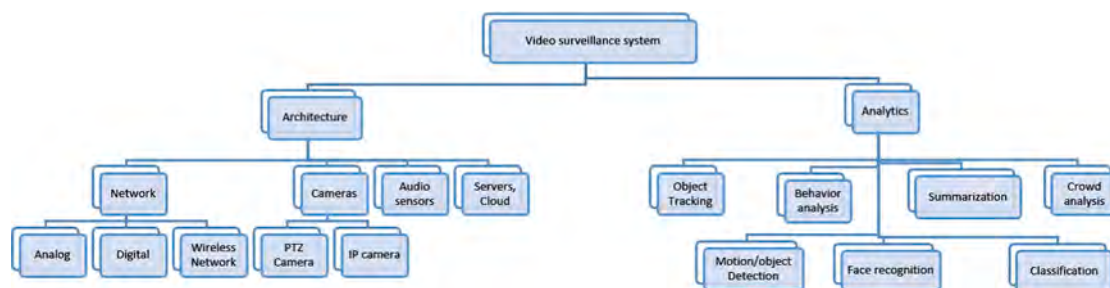 Video surveillance system
Architecture
Analytics
Network
Cameras
Audio
sensors
Servers,
Cloud
Object
Tracking
Behavior
analysis
Summarization
Crowd
analysis
Analog
Digital
Wireless
Network
PTZ
Camera
IP camera
Motion/object
Detection
Face recognition
Classification